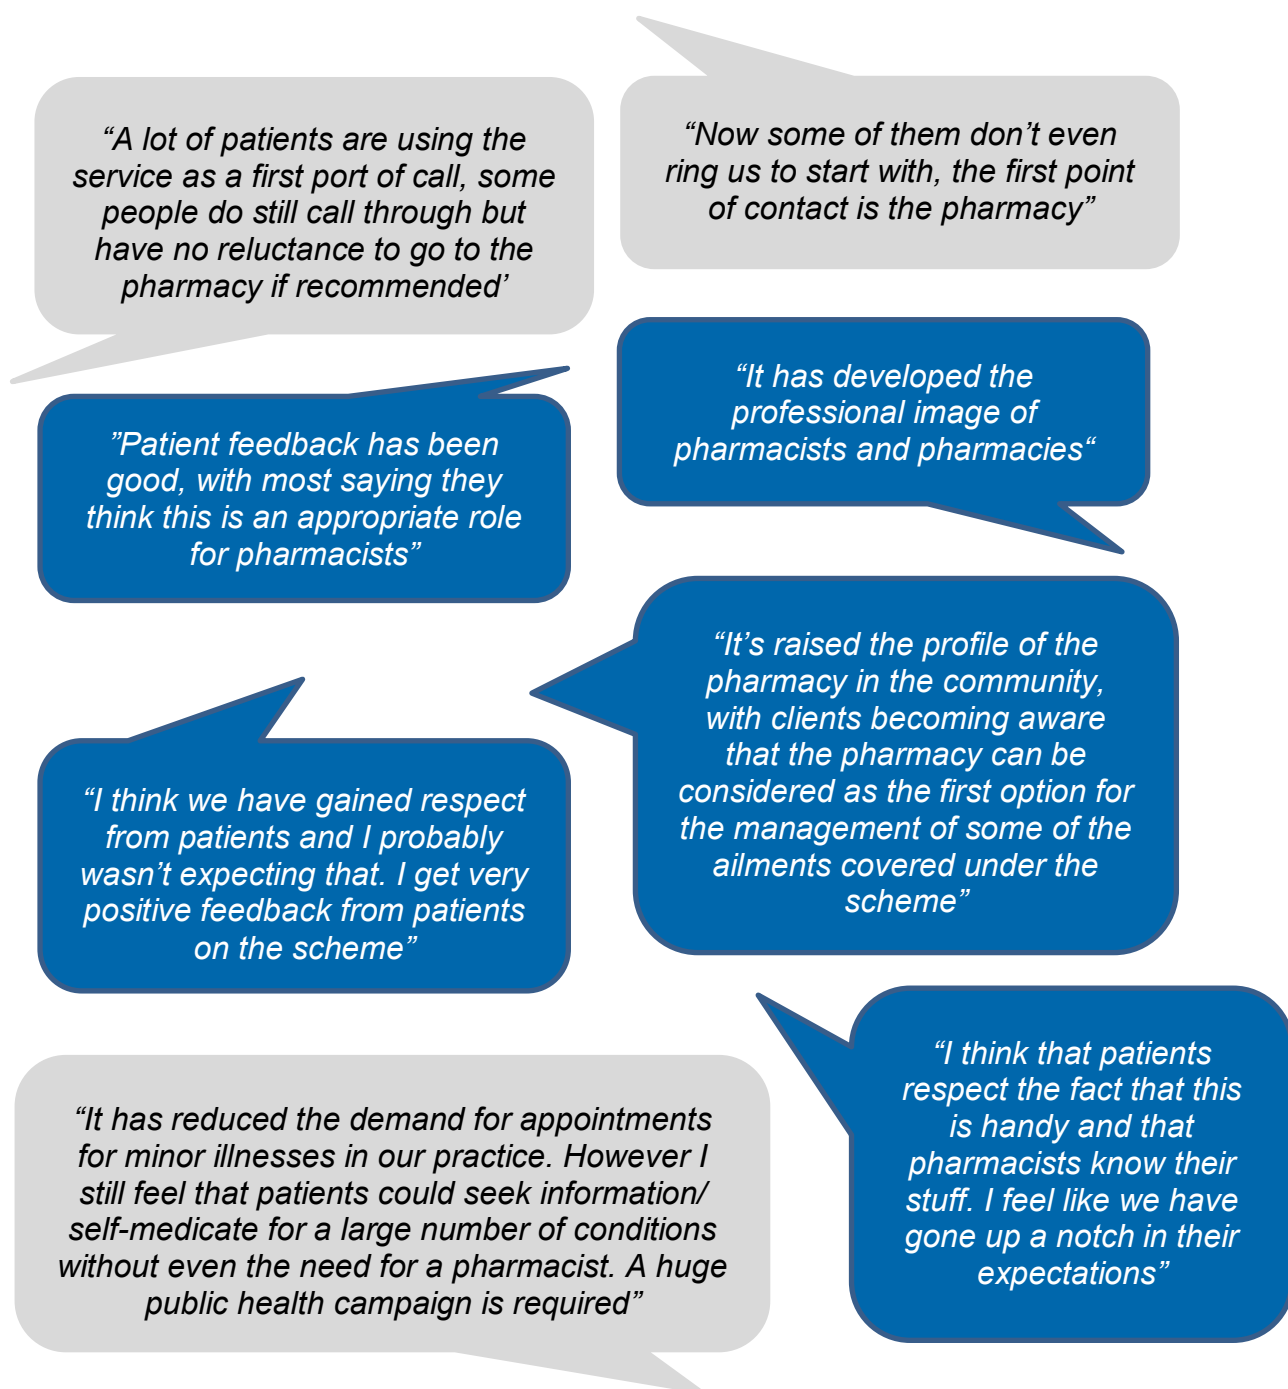 “A lot of patients are using the
service as a first port of call, some
people do still call through but
have no reluctance to go to the
pharmacy if recommended’
“Now some of them don’t even
ring us to start with, the first point
of contact is the pharmacy”
“It has developed the
professional image of
pharmacists and pharmacies“
”Patient feedback has been
good, with most saying they
think this is an appropriate role
for pharmacists”
“It’s raised the profile of the
pharmacy in the community,
with clients becoming aware
that the pharmacy can be
considered as the first option for
the management of some of the
ailments covered under the
scheme”
“I think we have gained respect
from patients and I probably
wasn’t expecting that. I get very
positive feedback from patients
on the scheme”
“I think that patients
respect the fact that this
is handy and that
pharmacists know their
stuff. I feel like we have
gone up a notch in their
expectations”
“It has reduced the demand for appointments
for minor illnesses in our practice. However I
still feel that patients could seek information/
self-medicate for a large number of conditions
without even the need for a pharmacist. A huge
public health campaign is required”